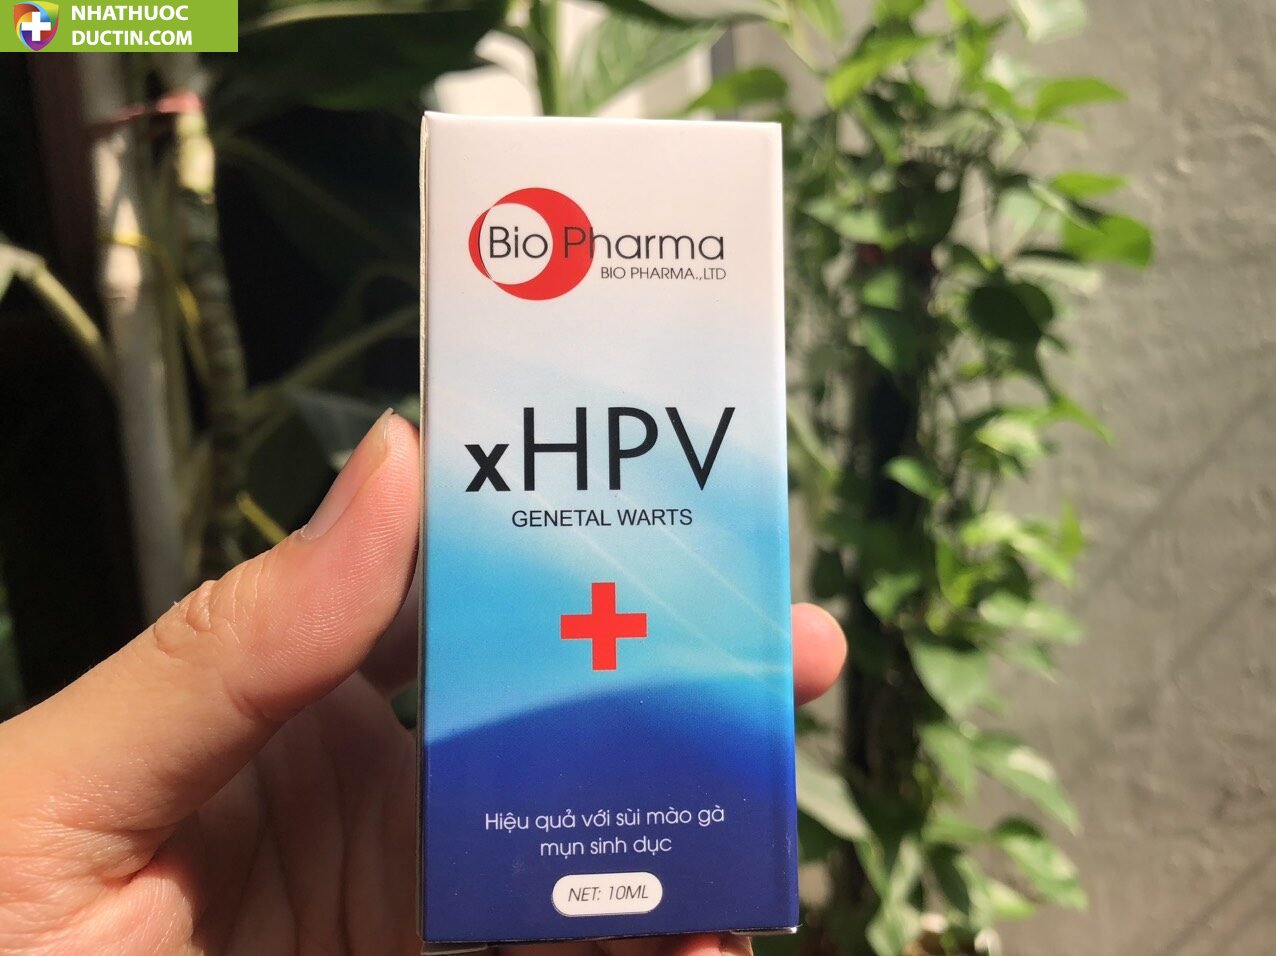 NHATHUOC
DUCTIN.COM
Bio Pharma
BIO PHARMA.,LTD
xHPV
GENETAL WARTS
Hiệu quả với sùi mào gà
mụn sinh dục
NET: 10ML